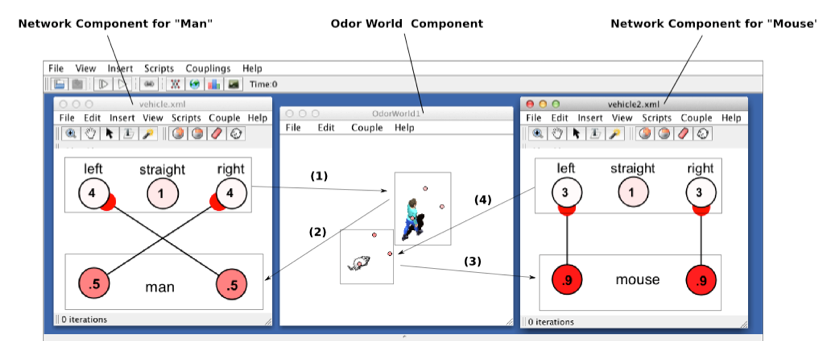 Network Component for "Man"
Odor World Component
Network Component for "Mouse'
File View Insert Scripts Couplings Help
Time:0
vehicle.xml
File Edit Insert View Scripts Couple Help
left straight right
4 1 4
.5 man .5
0 iterations
OdorWorld1
File Edit Couple Help
(1)
(2)
(3)
(4)
vehicle2.xml
File Edit Insert View Scripts Couple Help
left straight right
3 1 3
.9 mouse .9
0 iterations